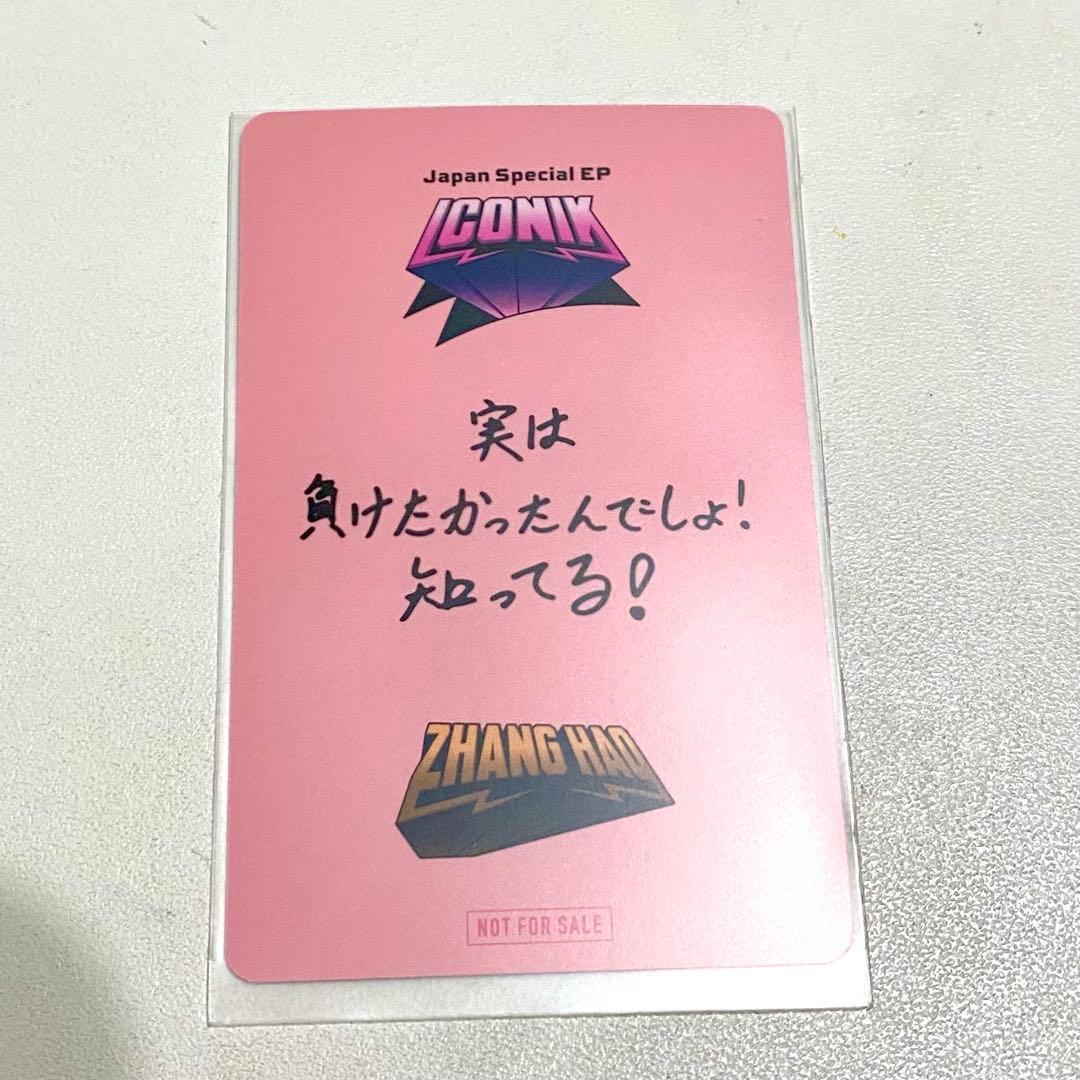 Japan Special EP
ICONIK
実は
負けたかったんでしょ!
知ってる!
ZHANG HAO
NOT FOR SALE